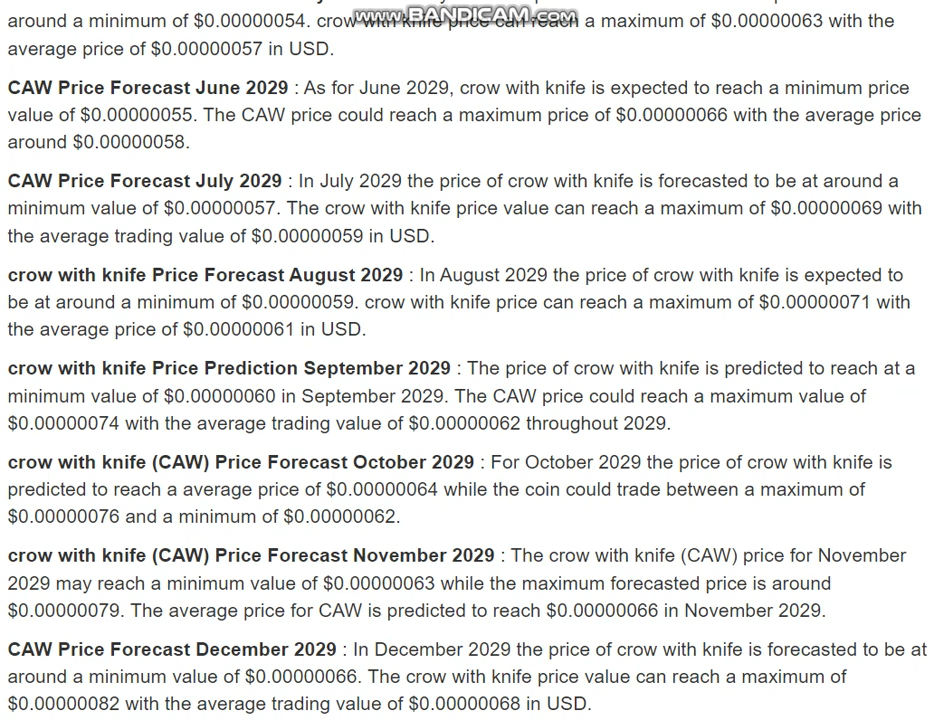 around a minimum of $0.00000054. crow with knife price can reach a maximum of $0.00000063 with the
www.BANDICAM.com
average price of $0.00000057 in USD.
CAW Price Forecast June 2029 : As for June 2029, crow with knife is expected to reach a minimum price
value of $0.00000055. The CAW price could reach a maximum price of $0.00000066 with the average price
around $0.00000058.
CAW Price Forecast July 2029 : In July 2029 the price of crow with knife is forecasted to be at around a
minimum value of $0.00000057. The crow with knife price value can reach a maximum of $0.00000069 with
the average trading value of $0.00000059 in USD.
crow with knife Price Forecast August 2029 : In August 2029 the price of crow with knife is expected to
be at around a minimum of $0.00000059. crow with knife price can reach a maximum of $0.00000071 with
the average price of $0.00000061 in USD.
crow with knife Price Prediction September 2029 : The price of crow with knife is predicted to reach at a
minimum value of $0.00000060 in September 2029. The CAW price could reach a maximum value of
$0.00000074 with the average trading value of $0.00000062 throughout 2029.
crow with knife (CAW) Price Forecast October 2029 : For October 2029 the price of crow with knife is
predicted to reach a average price of $0.00000064 while the coin could trade between a maximum of
$0.00000076 and a minimum of $0.00000062.
crow with knife (CAW) Price Forecast November 2029 : The crow with knife (CAW) price for November
2029 may reach a minimum value of $0.00000063 while the maximum forecasted price is around
$0.00000079. The average price for CAW is predicted to reach $0.00000066 in November 2029.
CAW Price Forecast December 2029 : In December 2029 the price of crow with knife is forecasted to be at
around a minimum value of $0.00000066. The crow with knife price value can reach a maximum of
$0.00000082 with the average trading value of $0.00000068 in USD.